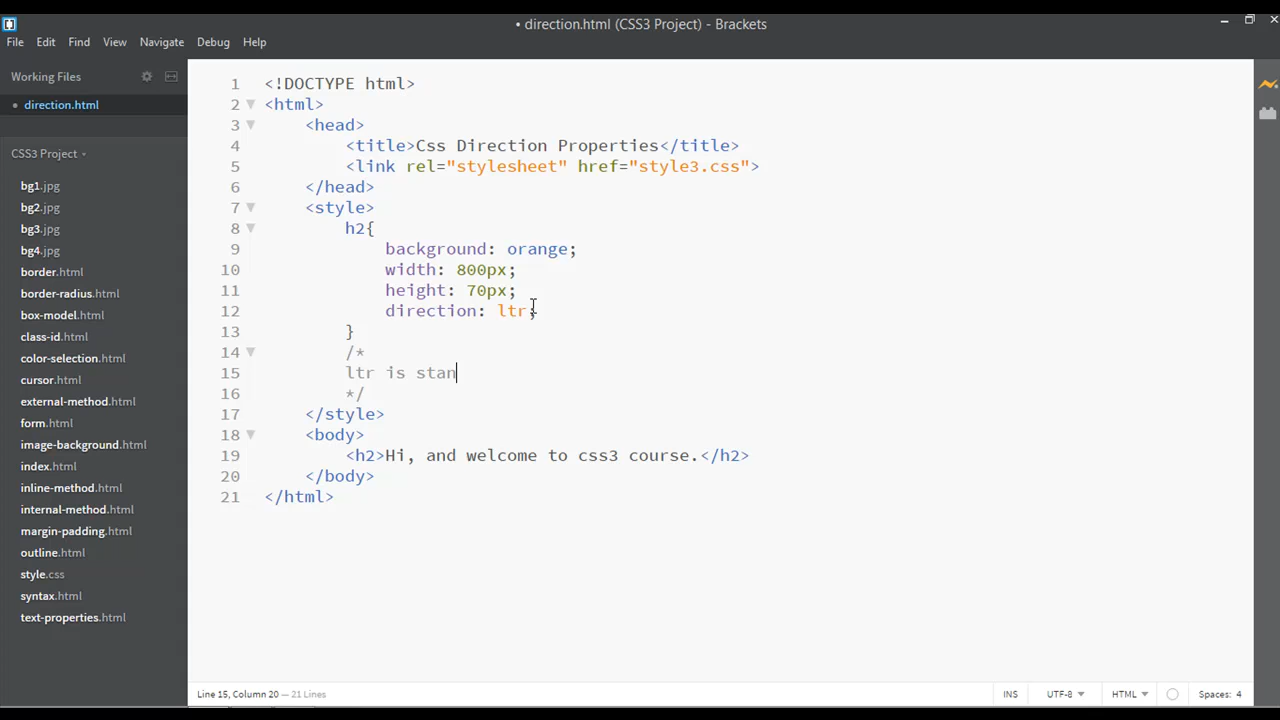 • direction.html (CSS3 Project) - Brackets
File Edit Find View Navigate Debug Help
Working Files
• direction.html
CSS3 Project
bg1.jpg
bg2.jpg
bg3.jpg
bg4.jpg
border.html
border-radius.html
box-model.html
class-id.html
color-selection.html
cursor.html
external-method.html
form.html
image-background.html
index.html
inline-method.html
internal-method.html
margin-padding.html
outline.html
style.css
syntax.html
text-properties.html
1 <!DOCTYPE html>
2 <html>
3 <head>
4 <title>Css Direction Properties</title>
5 <link rel="stylesheet" href="style3.css">
6 </head>
7 <style>
8 h2{
9 background: orange;
10 width: 800px;
11 height: 70px;
12 direction: ltr;
13 }
14 /*
15 ltr is stan
16 */
17 </style>
18 <body>
19 <h2>Hi, and welcome to css3 course.</h2>
20 </body>
21 </html>
Line 15, Column 20 — 21 Lines
INS UTF-8 HTML Spaces: 4